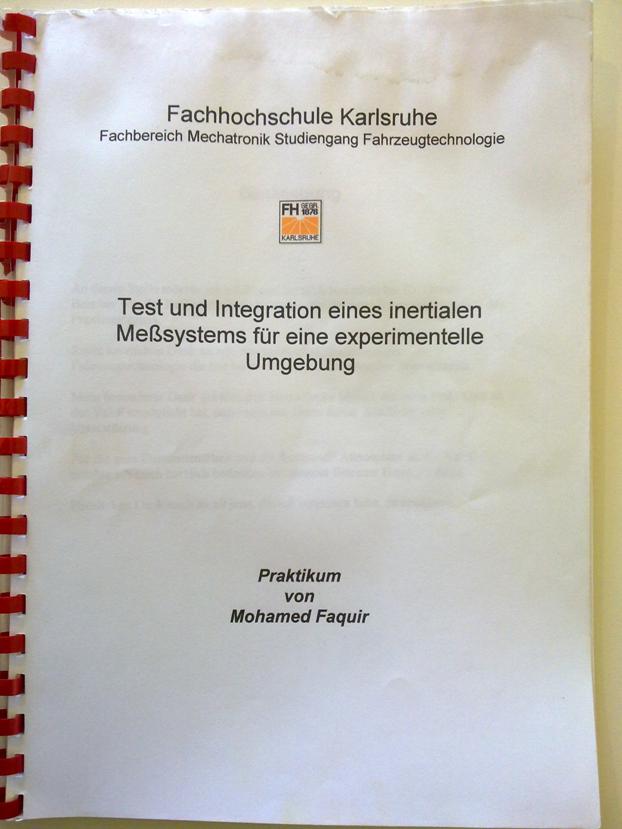 Fachhochschule Karlsruhe
Fachbereich Mechatronik Studiengang Fahrzeugtechnologie
FH GEGR. 1878
KARLSRUHE
Test und Integration eines inertialen
Meßsystems für eine experimentelle
Umgebung
Praktikum
von
Mohamed Faquir